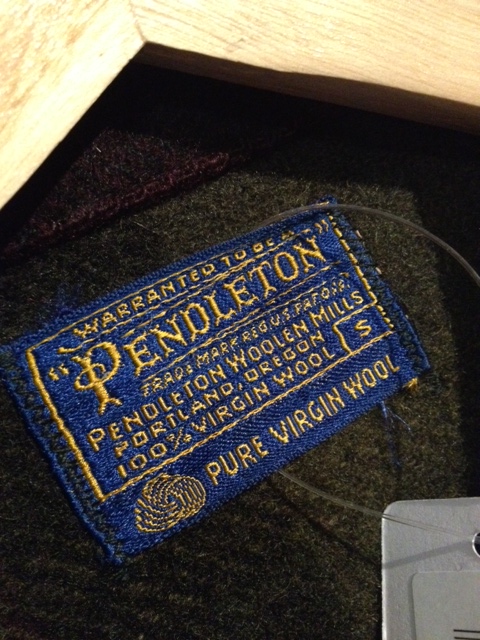 WARRANTED TO BE A
"PENDLETON"
TRADE MARK REG. U.S. PAT. OFF.
PENDLETON WOOLEN MILLS
PORTLAND, OREGON
S
100% VIRGIN WOOL
PURE VIRGIN WOOL